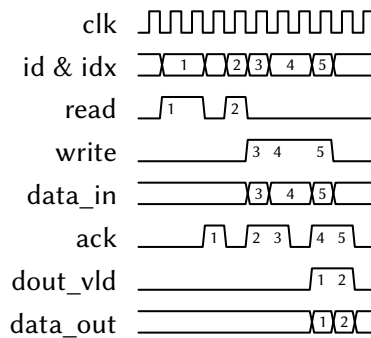 clk
id & idx 1 2 3 4 5
read 1 2
write 3 4 5
data_in 3 4 5
ack 1 2 3 4 5
dout_vld 1 2
data_out 1 2